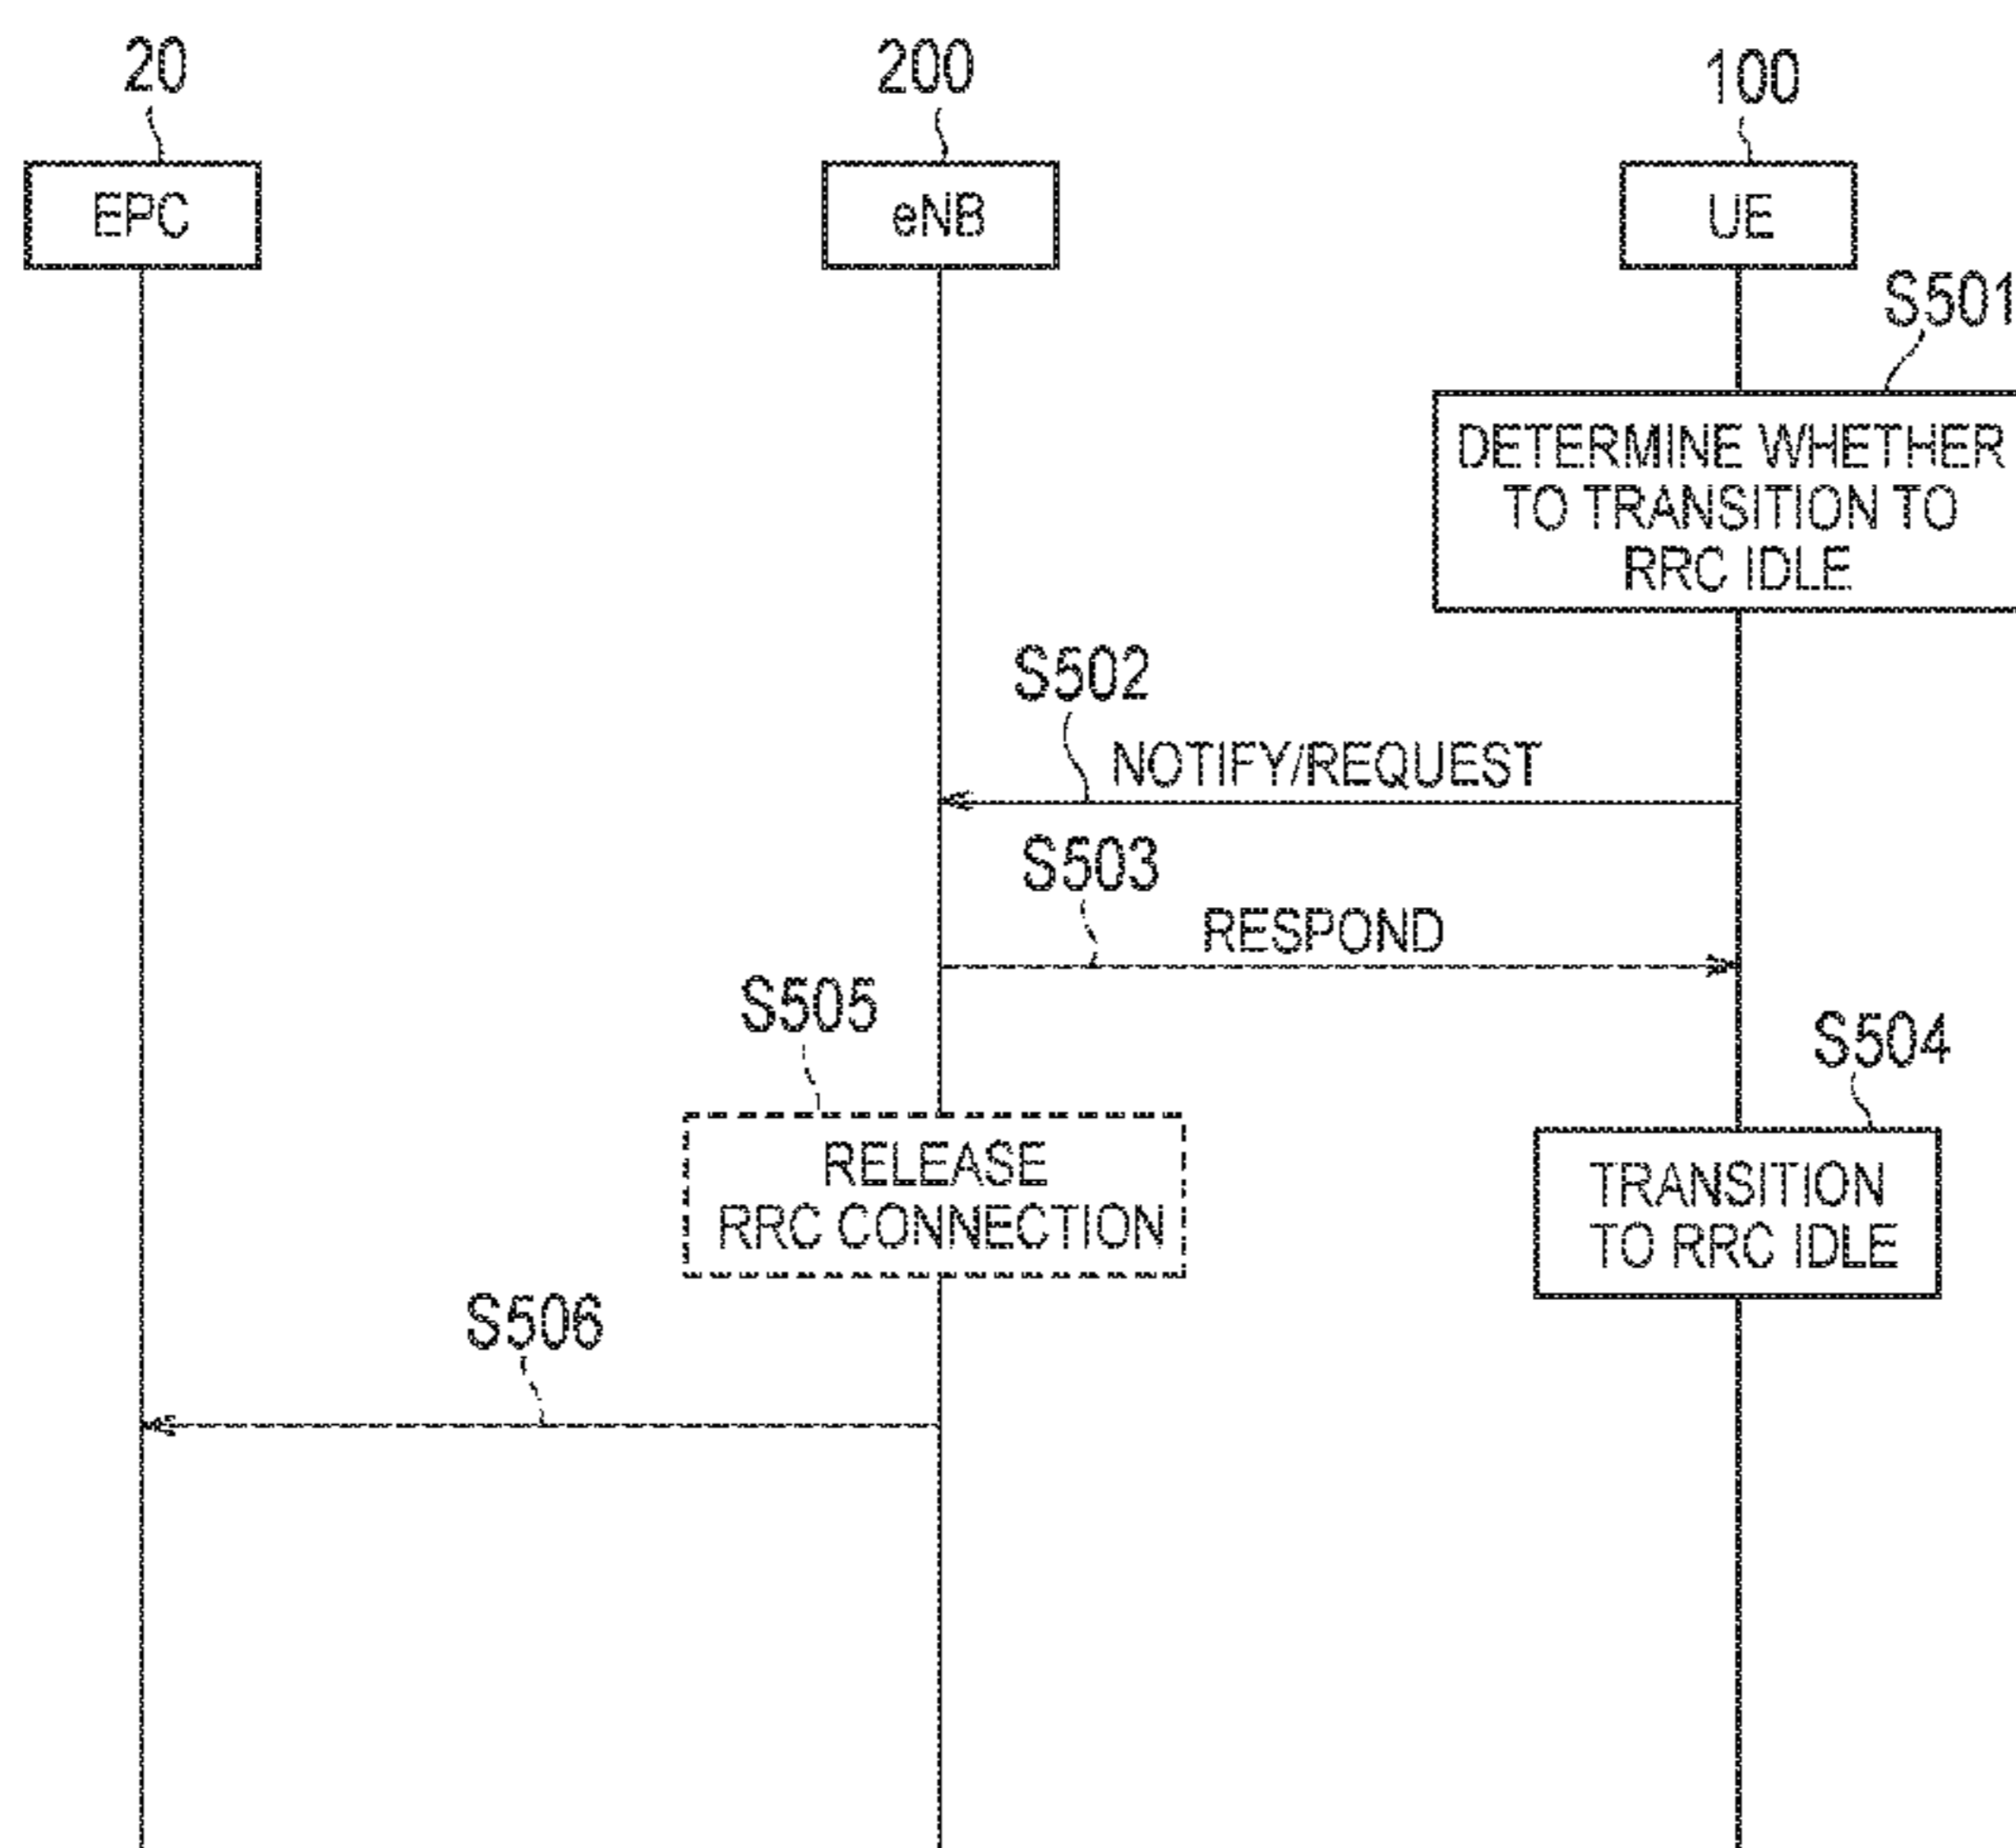 20
200
100
EPC
eNB
UE
S501
DETERMINE WHETHER
TO TRANSITION TO
RRC IDLE
S502
NOTIFY/REQUEST
S503
RESPOND
S505
S504
RELEASE
RRC CONNECTION
TRANSITION
TO RRC IDLE
S506